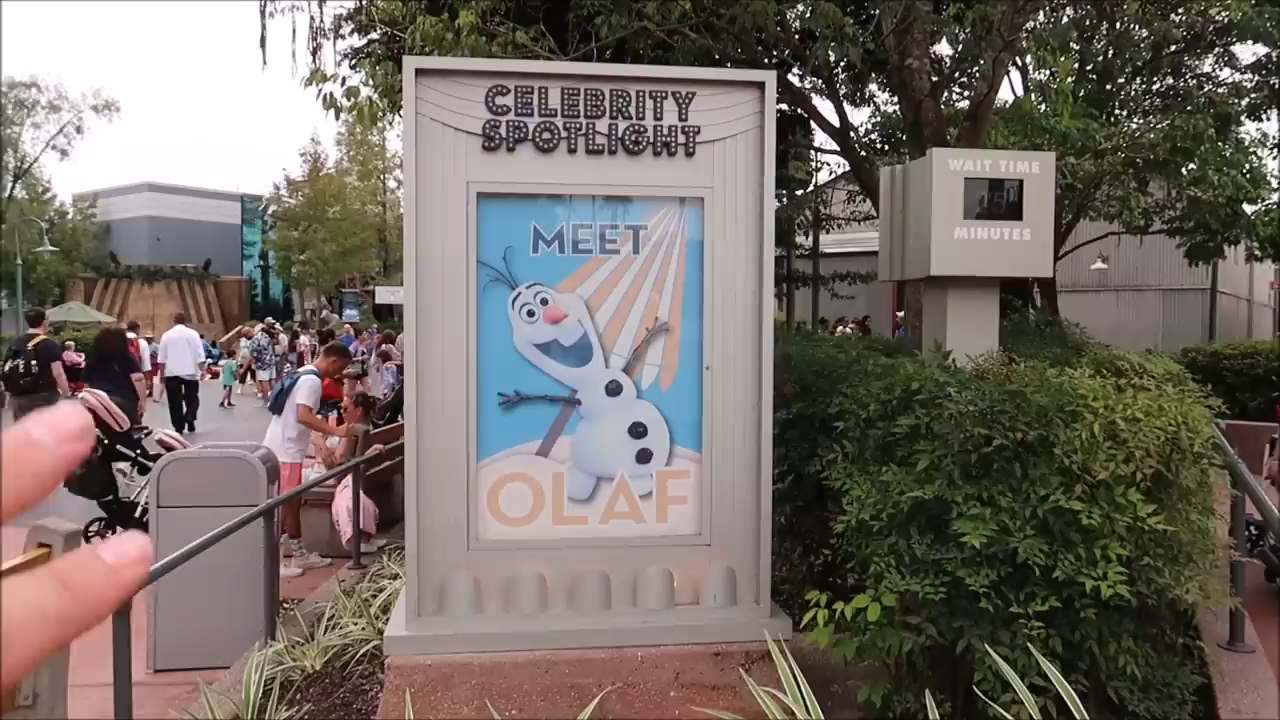 CELEBRITY
SPOTLIGHT
MEET
OLAF
WAIT TIME
MINUTES